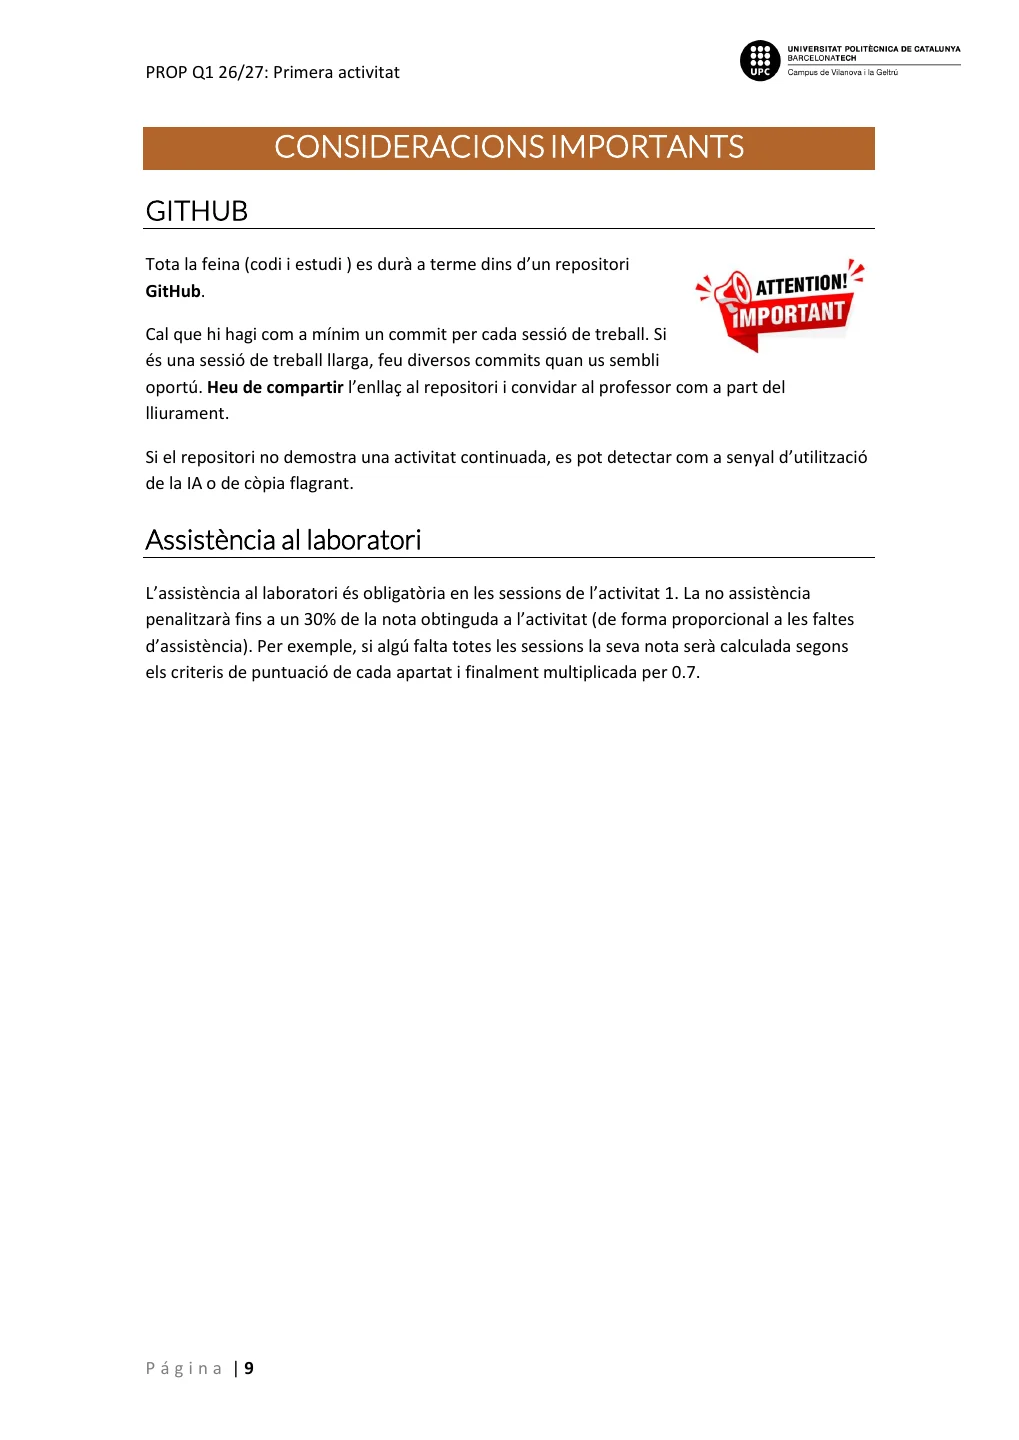 PROP Q1 26/27: Primera activitat
UNIVERSITAT POLITÈCNICA DE CATALUNYA
BARCELONATECH
Campus de Vilanova i la Geltrú
UPC
CONSIDERACIONS IMPORTANTS
GITHUB
Tota la feina (codi i estudi ) es durà a terme dins d’un repositori
GitHub.
ATTENTION!
IMPORTANT
Cal que hi hagi com a mínim un commit per cada sessió de treball. Si
és una sessió de treball llarga, feu diversos commits quan us sembli
oportú. Heu de compartir l’enllaç al repositori i convidar al professor com a part del
lliurament.
Si el repositori no demostra una activitat continuada, es pot detectar com a senyal d’utilització
de la IA o de còpia flagrant.
Assistència al laboratori
L’assistència al laboratori és obligatòria en les sessions de l’activitat 1. La no assistència
penalitzarà fins a un 30% de la nota obtinguda a l’activitat (de forma proporcional a les faltes
d’assistència). Per exemple, si algú falta totes les sessions la seva nota serà calculada segons
els criteris de puntuació de cada apartat i finalment multiplicada per 0.7.
Página | 9